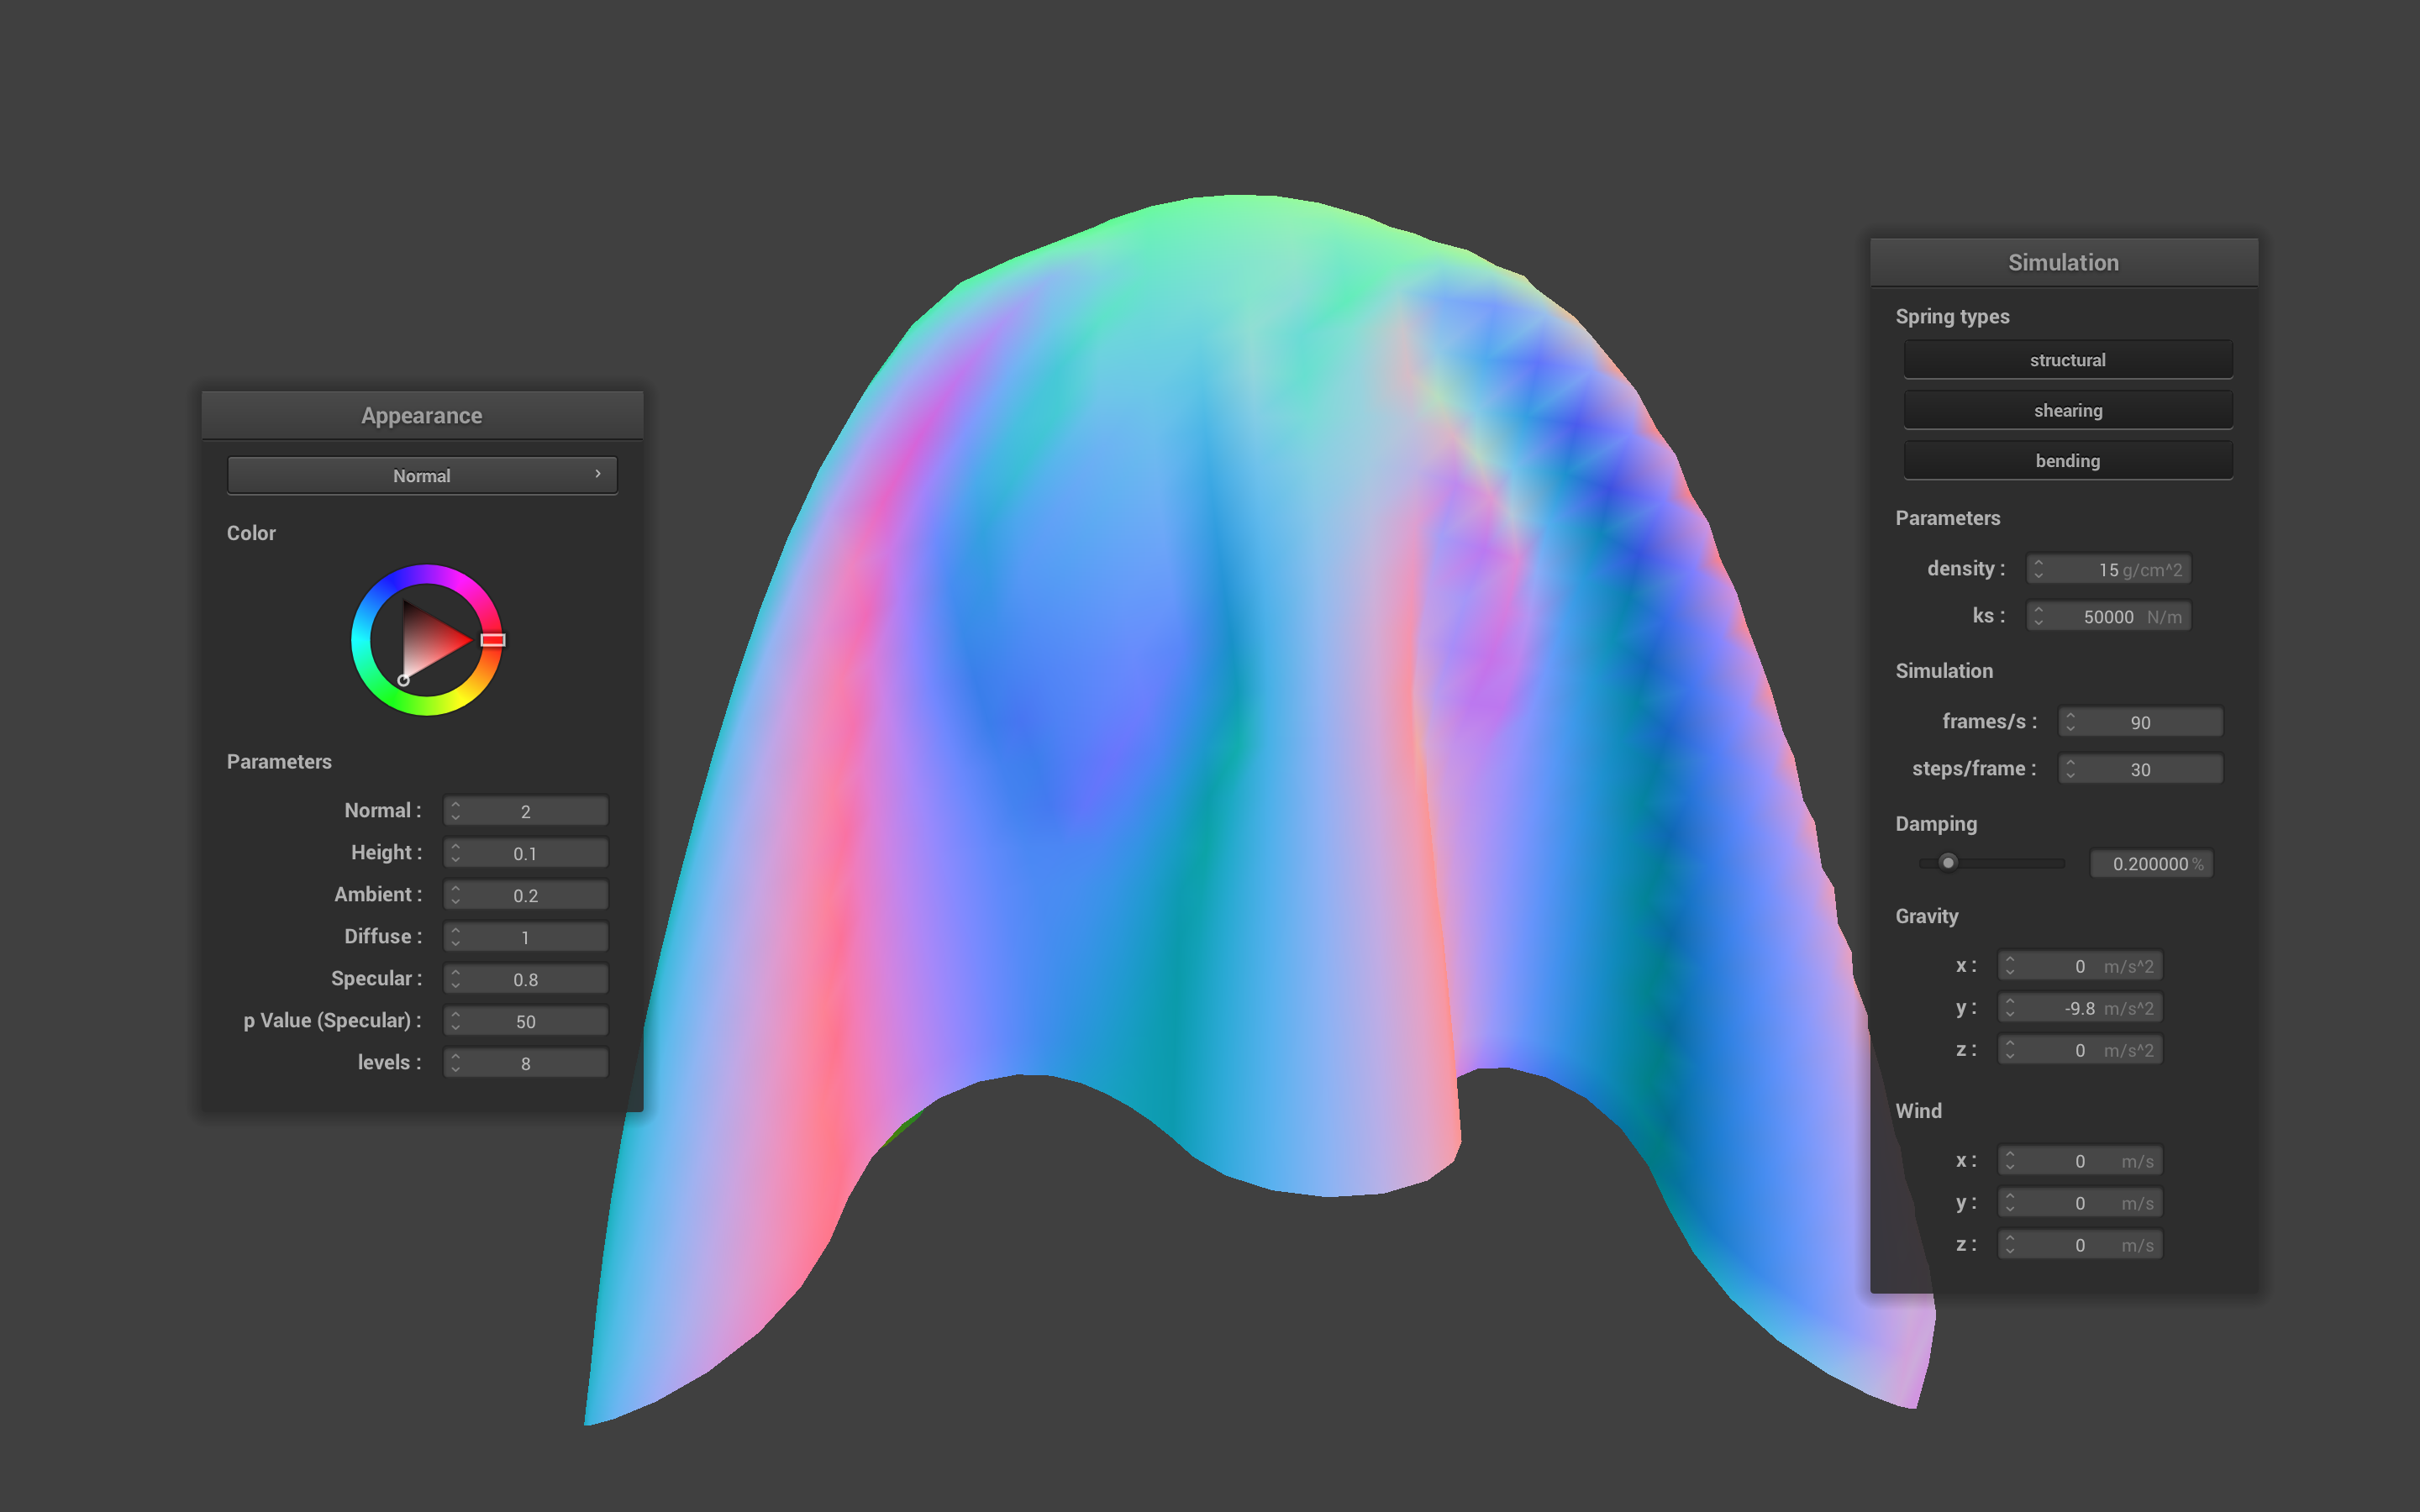 Appearance
Normal
Color
Parameters
Normal : 2
Height : 0.1
Ambient : 0.2
Diffuse : 1
Specular : 0.8
p Value (Specular) : 50
levels : 8
Simulation
Spring types
structural
shearing
bending
Parameters
density : 15 g/cm^2
ks : 50000 N/m
Simulation
frames/s : 90
steps/frame : 30
Damping
0.200000 %
Gravity
x : 0 m/s^2
y : -9.8 m/s^2
z : 0 m/s^2
Wind
x : 0 m/s
y : 0 m/s
z : 0 m/s